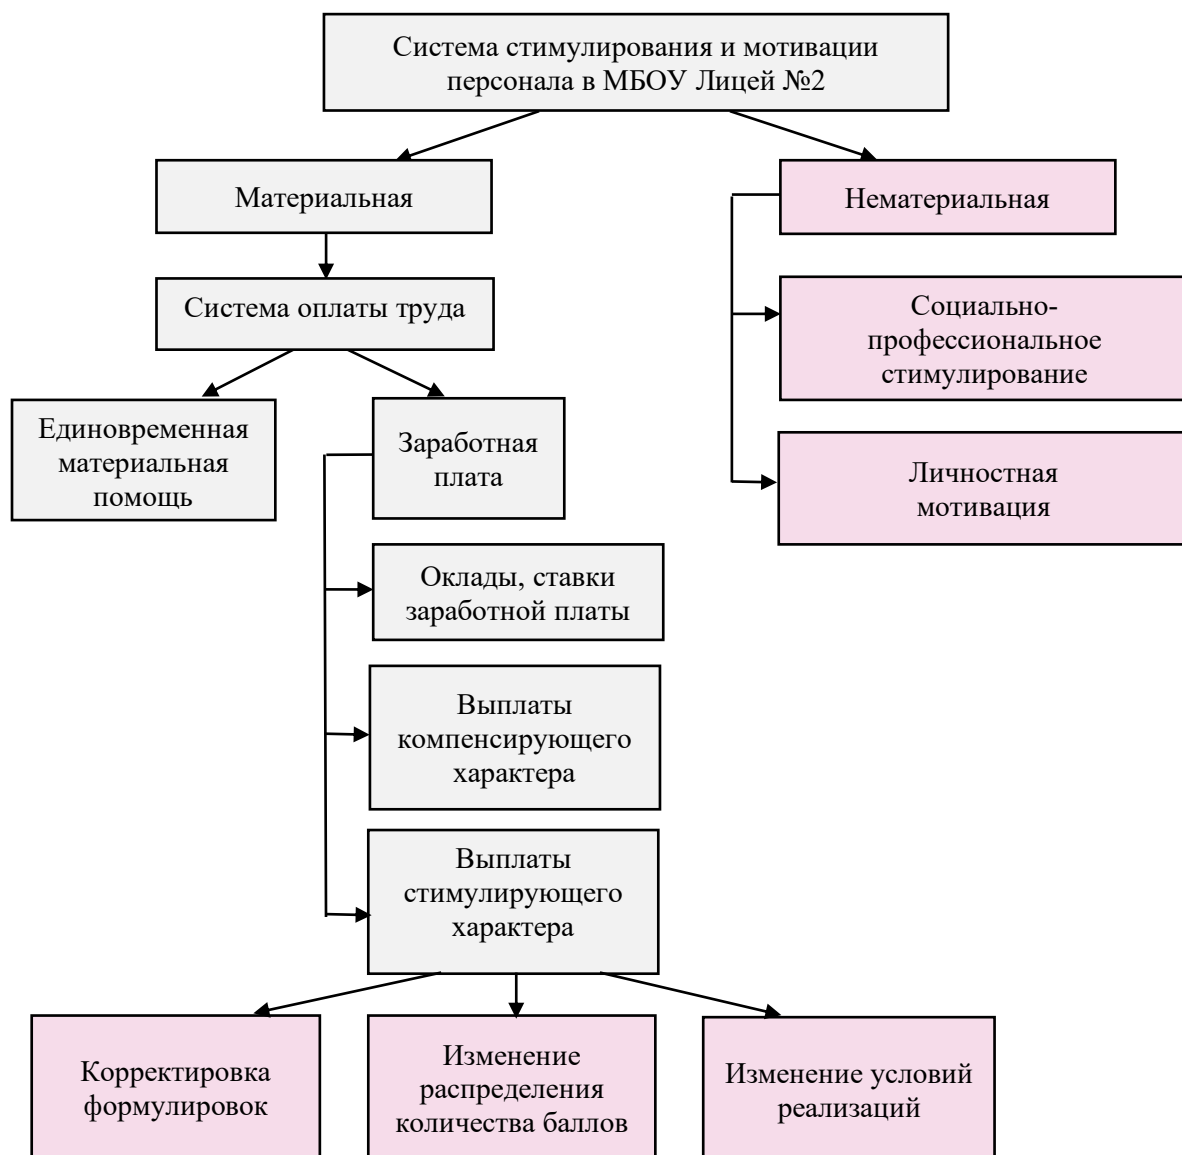 Система стимулирования и мотивации
персонала в МБОУ Лицей №2
Материальная
Нематериальная
Система оплаты труда
Социально-
профессиональное
стимулирование
Единовременная
материальная
помощь
Заработная
плата
Личностная
мотивация
Оклады, ставки
заработной платы
Выплаты
компенсирующего
характера
Выплаты
стимулирующего
характера
Корректировка
формулировок
Изменение
распределения
количества баллов
Изменение условий
реализаций